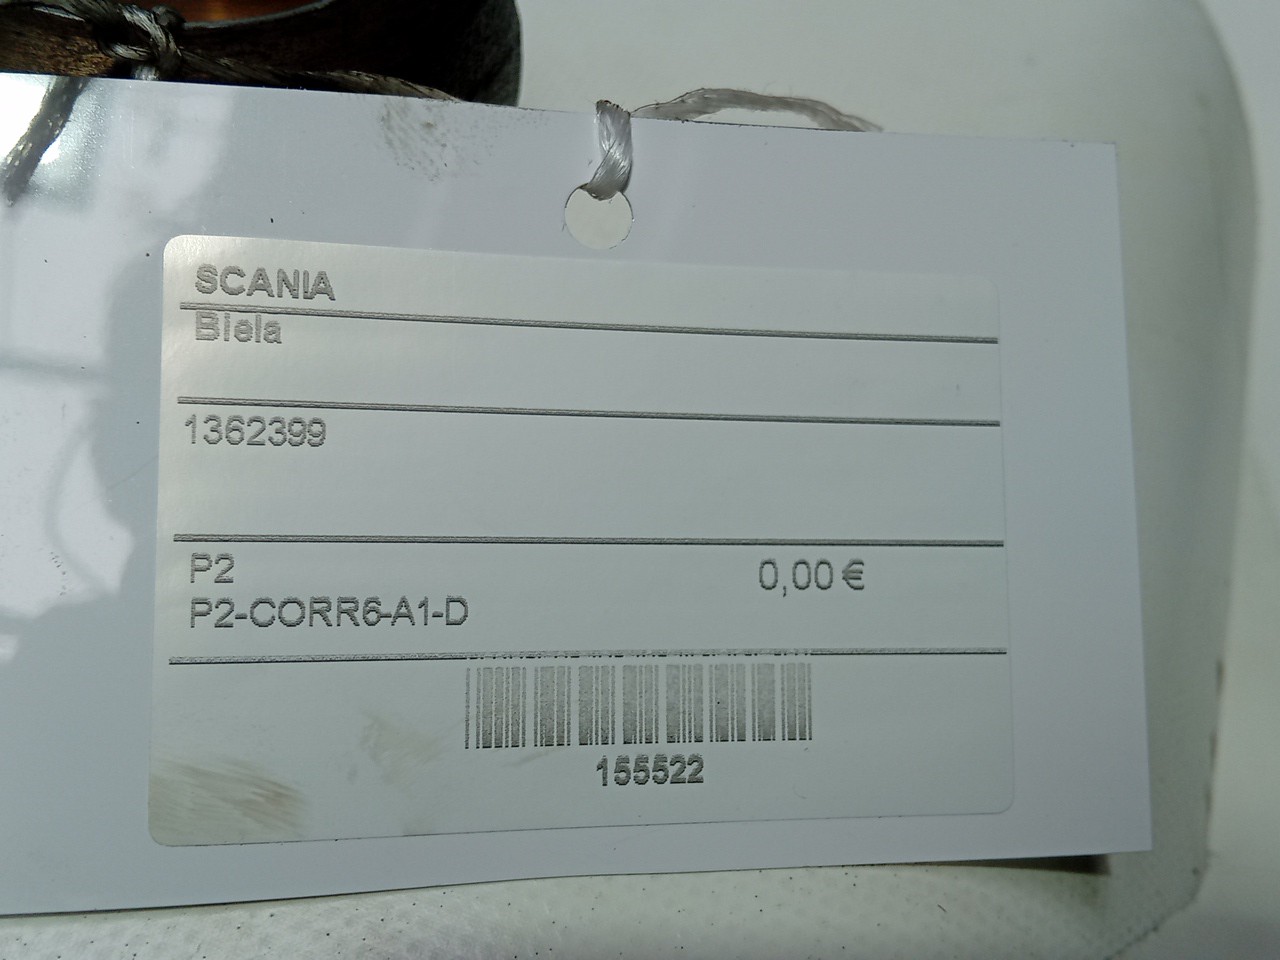 SCANIA
Biela
1362399
P2
0,00 €
P2-CORR6-A1-D
155522